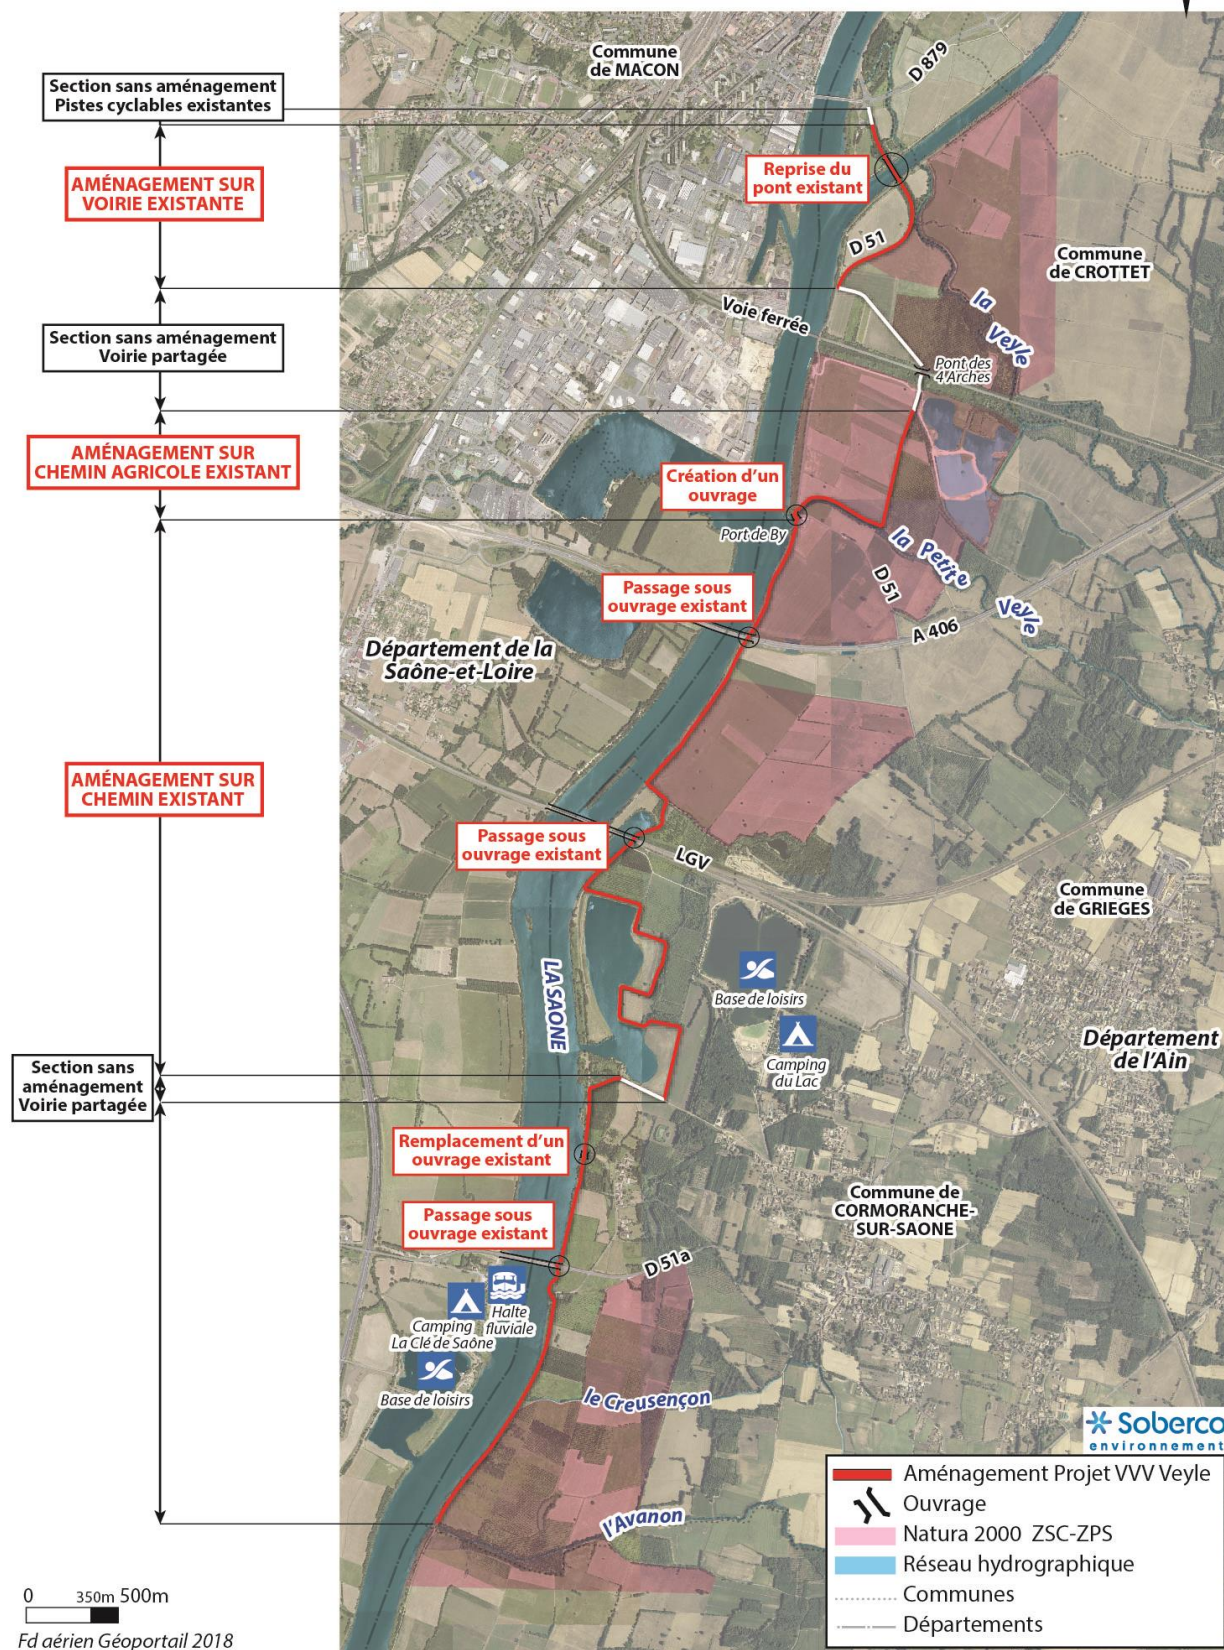 Commune
de MACON
D 879
Section sans aménagement
Pistes cyclables existantes
AMÉNAGEMENT SUR
VOIRIE EXISTANTE
Reprise du
pont existant
D 51
Commune
de CROTTET
la Veyle
Voie ferrée
Section sans aménagement
Voirie partagée
Pont des
4 Arches
AMÉNAGEMENT SUR
CHEMIN AGRICOLE EXISTANT
Création d'un
ouvrage
Port de By
la Petite Veyle
D 51
Passage sous
ouvrage existant
A 406
Département de la
Saône-et-Loire
AMÉNAGEMENT SUR
CHEMIN EXISTANT
Passage sous
ouvrage existant
LGV
Commune
de GRIEGES
LA SAONE
Base de loisirs
Camping
du Lac
Département
de l'Ain
Section sans
aménagement
Voirie partagée
Remplacement d'un
ouvrage existant
Commune de
CORMORANCHE-
SUR-SAONE
Passage sous
ouvrage existant
D 51a
Halte
fluviale
Camping
La Clé de Saône
Base de loisirs
le Creusençon
l'Avanon
Soberco
environnement
Aménagement Projet VVV Veyle
Ouvrage
Natura 2000 ZSC-ZPS
Réseau hydrographique
Communes
Départements
0 350m 500m
Fd aérien Géoportail 2018